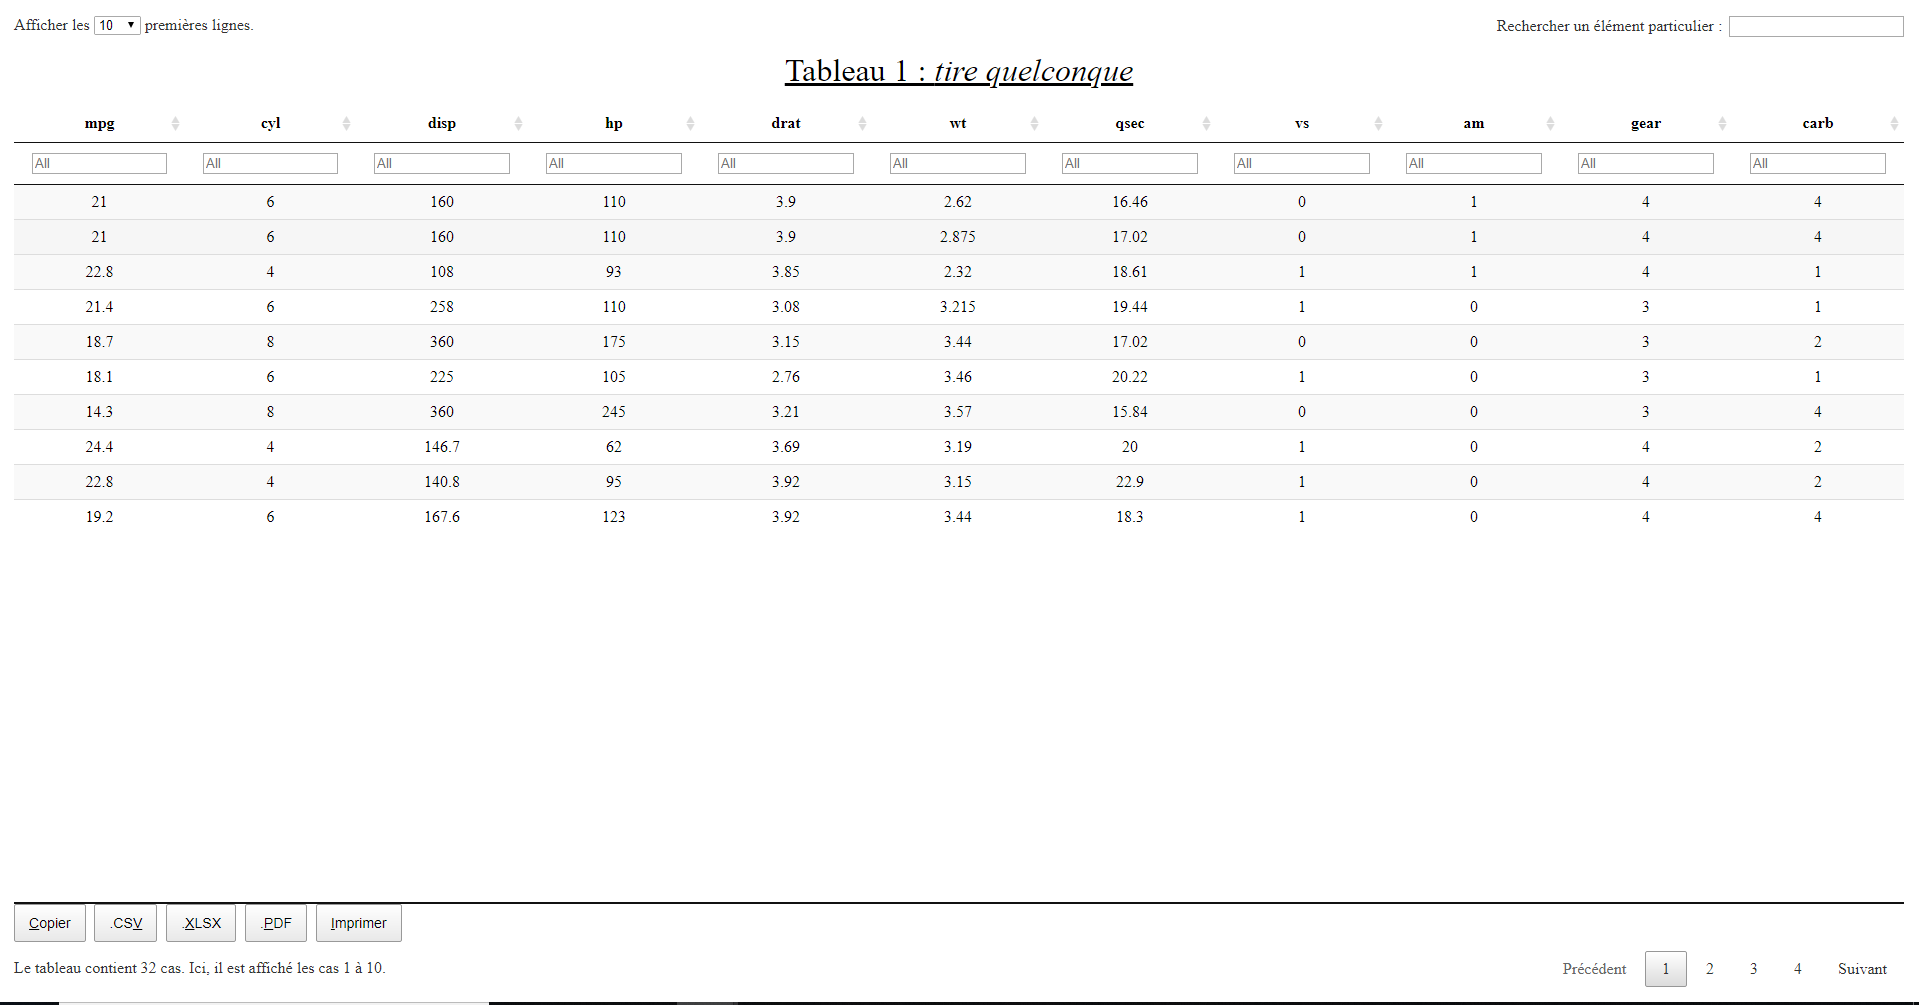 Afficher les 10 premières lignes. Rechercher un élément particulier :
Tableau 1 : tire quelconque
mpg cyl disp hp drat wt qsec vs am gear carb
All All All All All All All All All All All
21 6 160 110 3.9 2.62 16.46 0 1 4 4
21 6 160 110 3.9 2.875 17.02 0 1 4 4
22.8 4 108 93 3.85 2.32 18.61 1 1 4 1
21.4 6 258 110 3.08 3.215 19.44 1 0 3 1
18.7 8 360 175 3.15 3.44 17.02 0 0 3 2
18.1 6 225 105 2.76 3.46 20.22 1 0 3 1
14.3 8 360 245 3.21 3.57 15.84 0 0 3 4
24.4 4 146.7 62 3.69 3.19 20 1 0 4 2
22.8 4 140.8 95 3.92 3.15 22.9 1 0 4 2
19.2 6 167.6 123 3.92 3.44 18.3 1 0 4 4
Copier .CSV .XLSX .PDF Imprimer
Le tableau contient 32 cas. Ici, il est affiché les cas 1 à 10. Précédent 1 2 3 4 Suivant